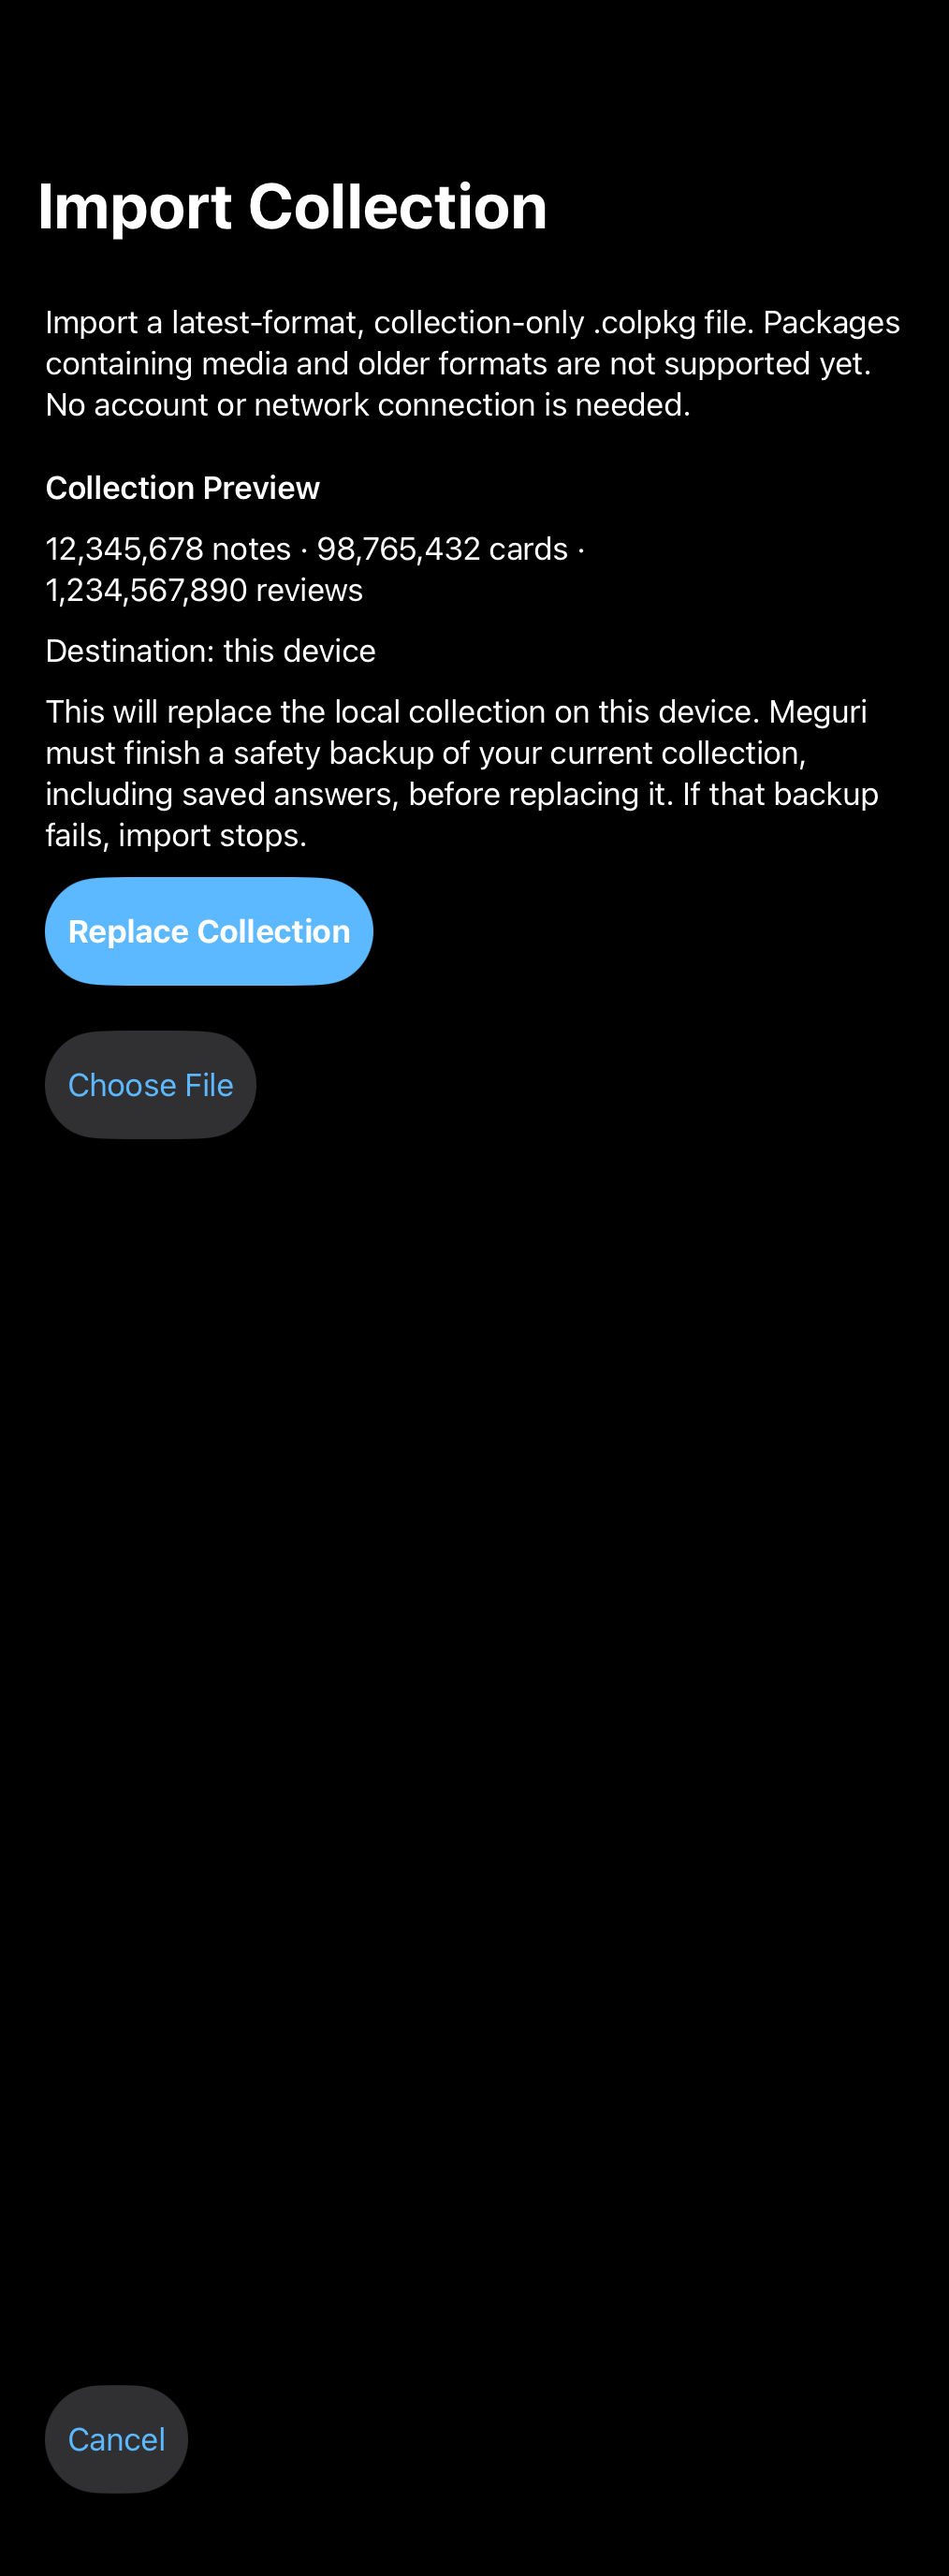 Import Collection
Import a latest-format, collection-only .colpkg file. Packages
containing media and older formats are not supported yet.
No account or network connection is needed.
Collection Preview
12,345,678 notes · 98,765,432 cards ·
1,234,567,890 reviews
Destination: this device
This will replace the local collection on this device. Meguri
must finish a safety backup of your current collection,
including saved answers, before replacing it. If that backup
fails, import stops.
Replace Collection
Choose File
Cancel